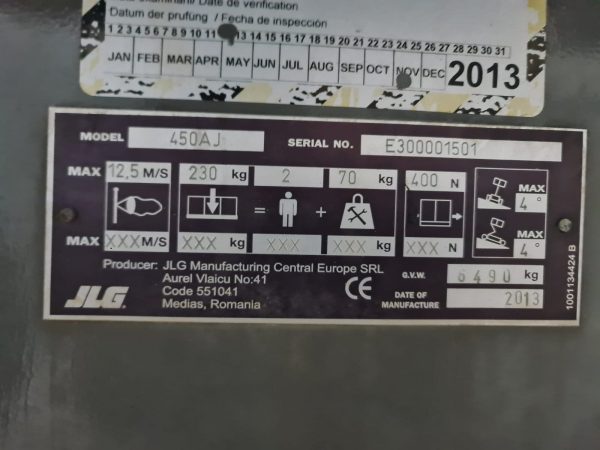 Date of verification
Datum der prufung / Fecha de inspección
1 2 3 4 5 6 7 8 9 10 11 13 14 15 16 17 18 19 20 21 22 23 24 25 26 27 28 29 30 31
JAN FEB MAR APR MAY JUN JUL AUG SEP OCT NOV DEC 2013
MODEL 450AJ SERIAL NO. E300001501
MAX 12,5 M/S 230 kg 2 70 kg 400 N
MAX 4°
= +
MAX 4°
MAX XXX M/S XXX kg XXX XXX kg XXX N
Producer: JLG Manufacturing Central Europe SRL
Aurel Vlaicu No:41
Code 551041
Medias, Romania
JLG
CE
G.V.W. 6490 kg
DATE OF MANUFACTURE 2013
1001134424 B